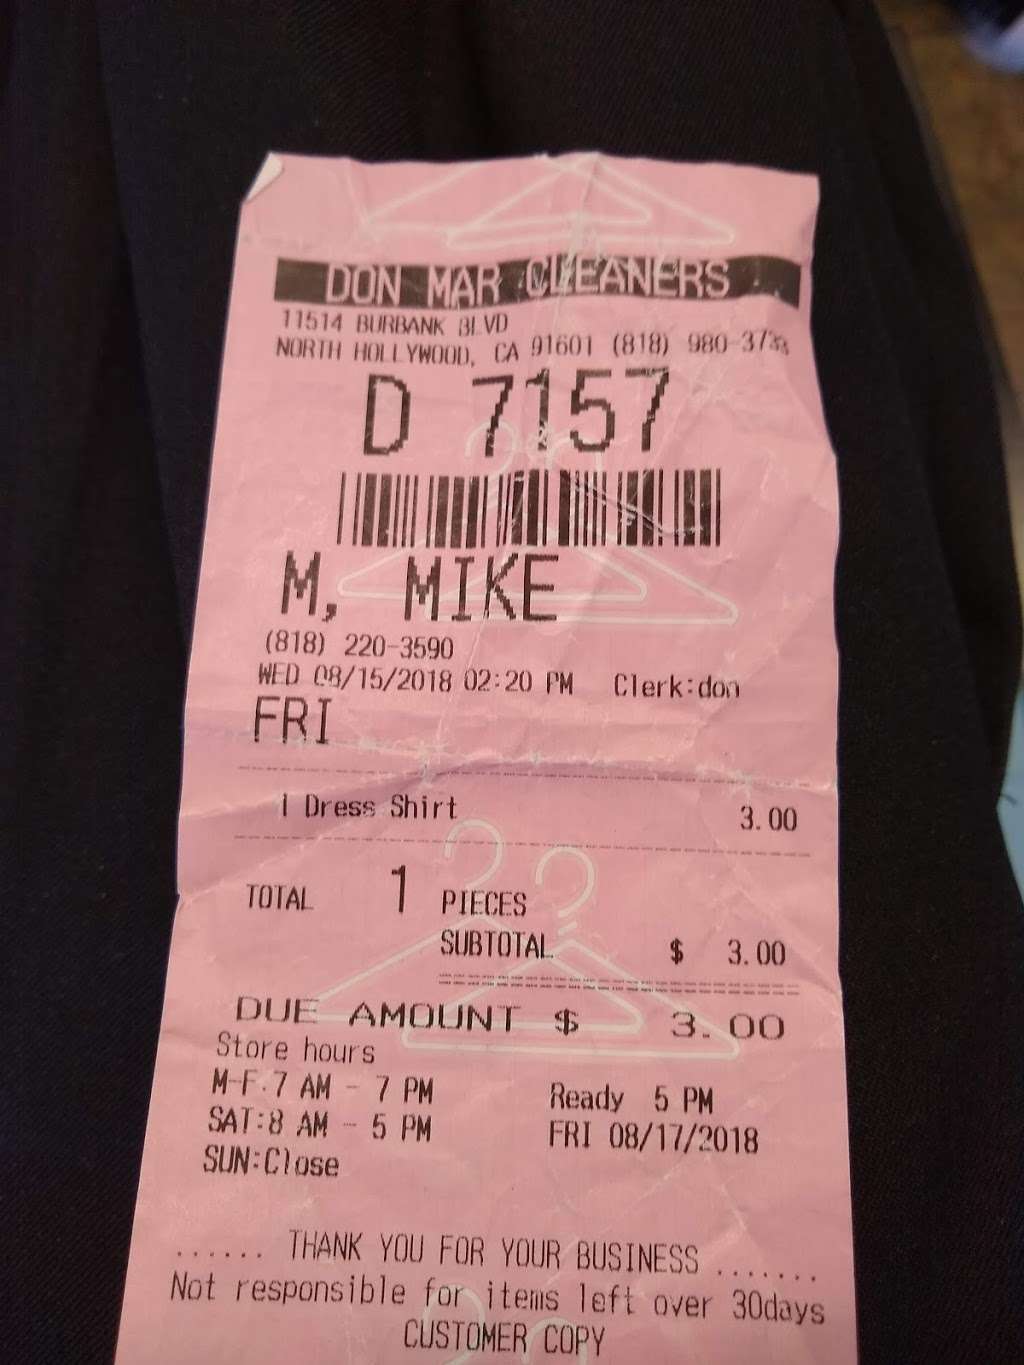 DON MAR CLEANERS
11514 BURBANK BLVD
NORTH HOLLYWOOD, CA 91601 (818) 980-3733
D 7157
M, MIKE
(818) 220-3590
WED 08/15/2018 02:20 PM Clerk:don
FRI
1 Dress Shirt 3.00
TOTAL 1 PIECES
SUBTOTAL $ 3.00
DUE AMOUNT $ 3.00
Store hours
M-F:7 AM - 7 PM Ready 5 PM
SAT:8 AM - 5 PM FRI 08/17/2018
SUN:Close
...... THANK YOU FOR YOUR BUSINESS .......
Not responsible for items left over 30days
CUSTOMER COPY